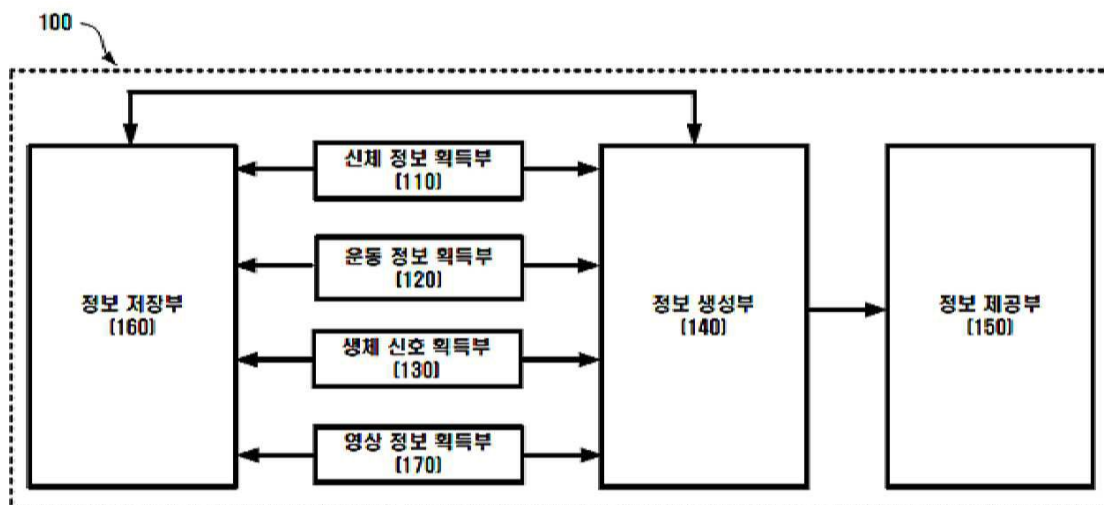 100
신체 정보 획득부
(110)
운동 정보 획득부
(120)
정보 저장부
(160)
정보 생성부
(140)
정보 제공부
(150)
생체 신호 획득부
(130)
영상 정보 획득부
(170)